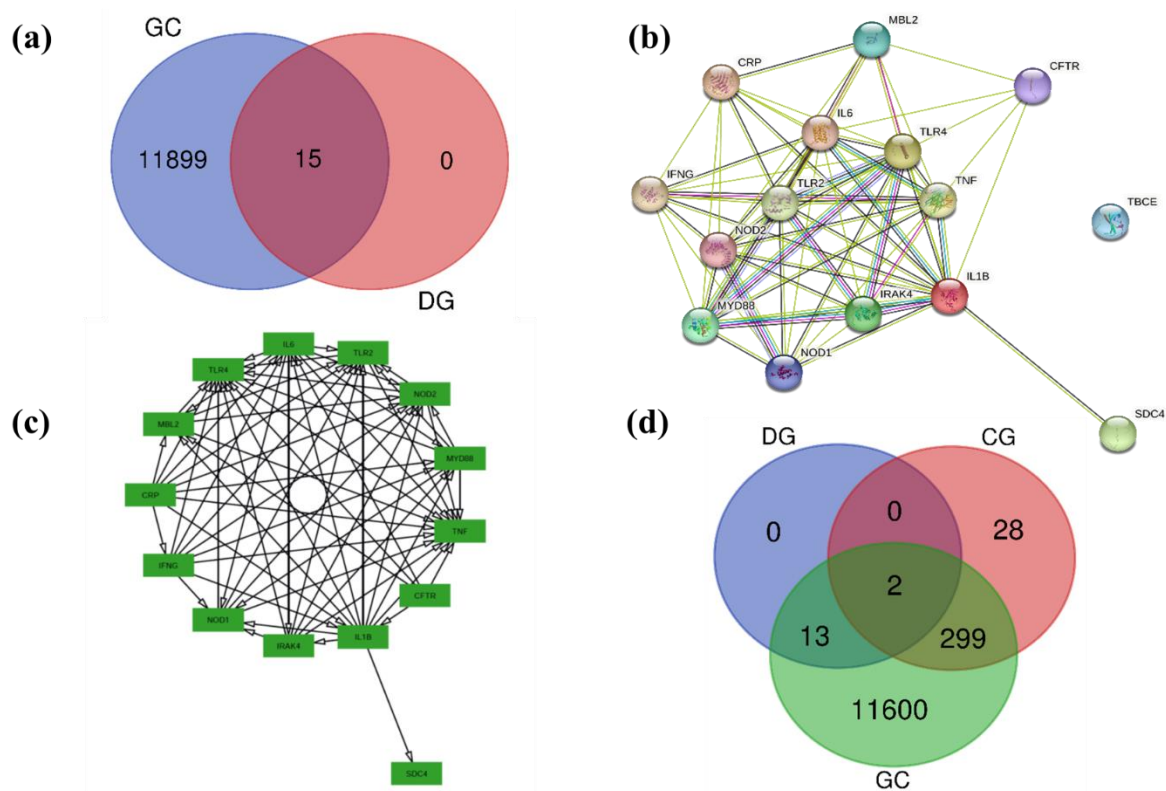 (a)
GC
11899
15
0
DG
(b)
MBL2
CRP
CFTR
IL6
TLR4
IFNG
TLR2
TNF
TBCE
NOD2
IL1B
IRAK4
MYD88
NOD1
SDC4
(c)
IL6
TLR4
TLR2
NOD2
MBL2
MYD88
CRP
TNF
IFNG
CFTR
NOD1
IRAK4
IL1B
SDC4
(d)
DG
CG
0
0
28
2
13
299
11600
GC